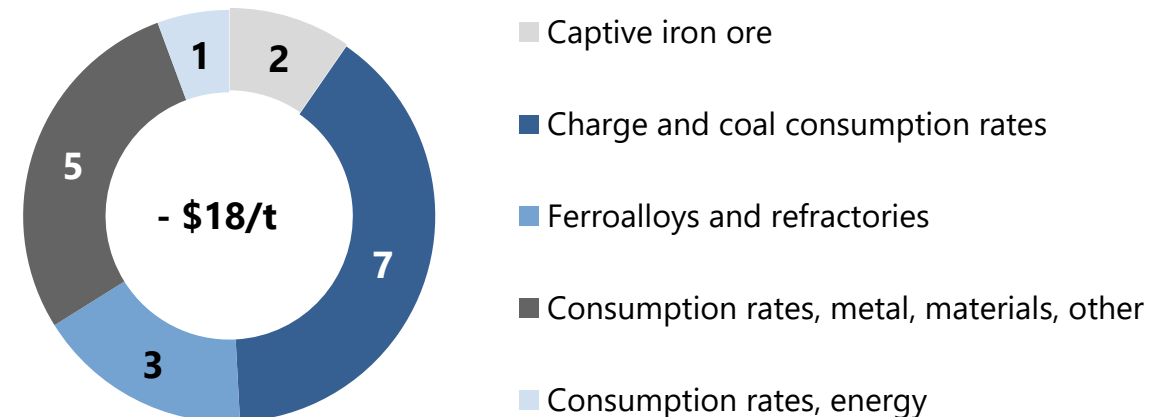 1
2
5
- $18/t
7
3
Captive iron ore
Charge and coal consumption rates
Ferroalloys and refractories
Consumption rates, metal, materials, other
Consumption rates, energy